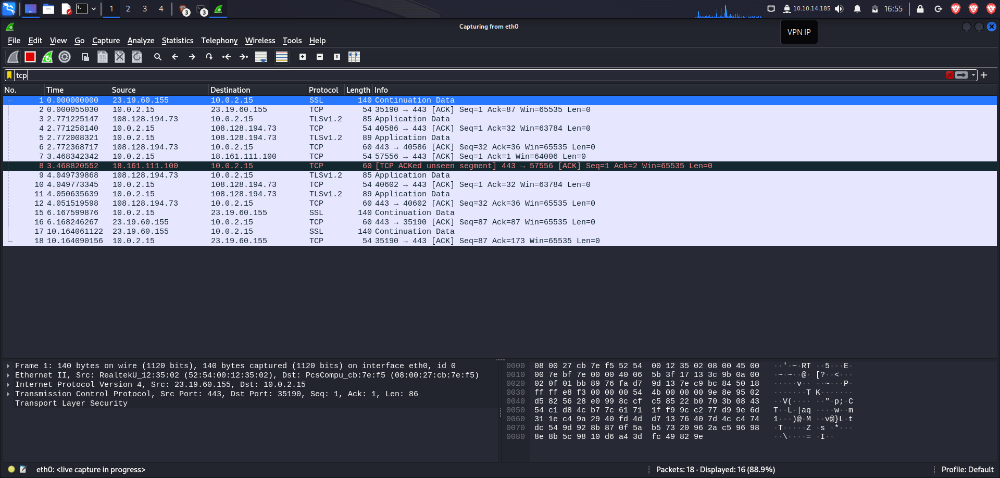 1 2 3 4 3 3 10.10.14.185 16:55
Capturing from eth0
VPN IP
File Edit View Go Capture Analyze Statistics Telephony Wireless Tools Help
tcp
No. Time Source Destination Protocol Length Info
1 0.000000000 23.19.60.155 10.0.2.15 SSL 140 Continuation Data
2 0.000055030 10.0.2.15 23.19.60.155 TCP 54 35190 → 443 [ACK] Seq=1 Ack=87 Win=65535 Len=0
3 2.771225147 108.128.194.73 10.0.2.15 TLSv1.2 85 Application Data
4 2.771258140 10.0.2.15 108.128.194.73 TCP 54 40586 → 443 [ACK] Seq=1 Ack=32 Win=63784 Len=0
5 2.772008321 10.0.2.15 108.128.194.73 TLSv1.2 89 Application Data
6 2.772368717 108.128.194.73 10.0.2.15 TCP 60 443 → 40586 [ACK] Seq=32 Ack=36 Win=65535 Len=0
7 3.468342342 10.0.2.15 18.161.111.100 TCP 54 57556 → 443 [ACK] Seq=1 Ack=1 Win=64006 Len=0
8 3.468820552 18.161.111.100 10.0.2.15 TCP 60 [TCP ACKed unseen segment] 443 → 57556 [ACK] Seq=1 Ack=2 Win=65535 Len=0
9 4.049739868 108.128.194.73 10.0.2.15 TLSv1.2 85 Application Data
10 4.049773345 10.0.2.15 108.128.194.73 TCP 54 40602 → 443 [ACK] Seq=1 Ack=32 Win=63784 Len=0
11 4.050635639 10.0.2.15 108.128.194.73 TLSv1.2 89 Application Data
12 4.051519598 108.128.194.73 10.0.2.15 TCP 60 443 → 40602 [ACK] Seq=32 Ack=36 Win=65535 Len=0
15 6.167599876 10.0.2.15 23.19.60.155 SSL 140 Continuation Data
16 6.168246267 23.19.60.155 10.0.2.15 TCP 60 443 → 35190 [ACK] Seq=87 Ack=87 Win=65535 Len=0
17 10.164061122 23.19.60.155 10.0.2.15 SSL 140 Continuation Data
18 10.164090156 10.0.2.15 23.19.60.155 TCP 54 35190 → 443 [ACK] Seq=87 Ack=173 Win=65535 Len=0
Frame 1: 140 bytes on wire (1120 bits), 140 bytes captured (1120 bits) on interface eth0, id 0
Ethernet II, Src: RealtekU_12:35:02 (52:54:00:12:35:02), Dst: PcsCompu_cb:7e:f5 (08:00:27:cb:7e:f5)
Internet Protocol Version 4, Src: 23.19.60.155, Dst: 10.0.2.15
Transmission Control Protocol, Src Port: 443, Dst Port: 35190, Seq: 1, Ack: 1, Len: 86
Transport Layer Security
0000 08 00 27 cb 7e f5 52 54 00 12 35 02 08 00 45 00 ··'·~·RT ··5···E·
0010 00 7e bf 7e 00 00 40 06 5b 3f 17 13 3c 9b 0a 00 ·~·~··@· [?··<···
0020 02 0f 01 bb 89 76 fa d7 9d 13 7e c9 bc 84 50 18 ·····v·· ··~···P·
0030 ff ff e8 f3 00 00 00 54 4b 00 00 00 9e 8e 95 02 ·······T K·······
0040 d5 82 56 28 e0 99 8c cf c5 85 22 b0 70 3b 08 43 ··V(···· ··"·p;·C
0050 54 c1 d8 4c b7 7c 61 71 1f f9 9c c2 77 d9 9e 6d T··L·|aq ····w··m
0060 31 1e c4 9a 29 40 fd 4d d7 13 76 40 7d 4c c4 74 1···)@·M ··v@}L·t
0070 dc 54 9d 92 8b 87 0f 5a b5 73 20 96 2a c5 96 98 ·T·····Z ·s ·*···
0080 8e 8b 5c 98 10 d6 a4 3d fc 49 82 9e ··\····= ·I··
eth0: <live capture in progress> Packets: 18 · Displayed: 16 (88.9%) Profile: Default